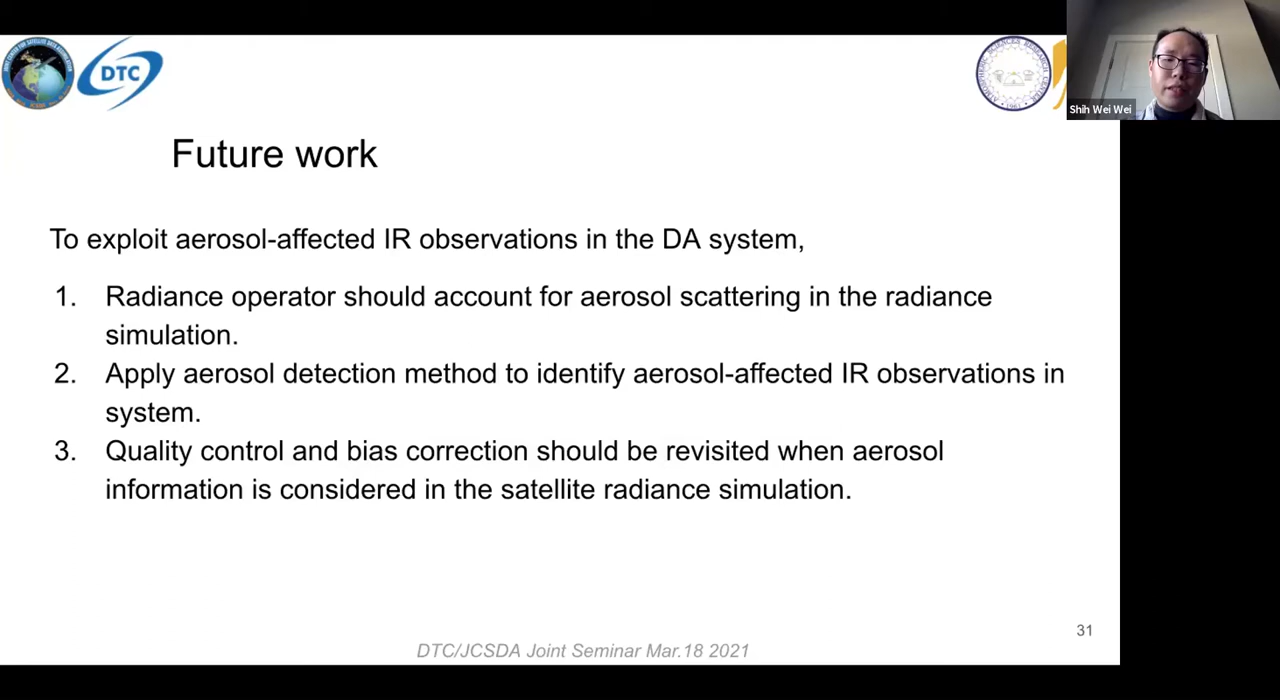 DTC
Shih Wei Wei
Future work
To exploit aerosol-affected IR observations in the DA system,
1. Radiance operator should account for aerosol scattering in the radiance
simulation.
2. Apply aerosol detection method to identify aerosol-affected IR observations in
system.
3. Quality control and bias correction should be revisited when aerosol
information is considered in the satellite radiance simulation.
31
DTC/JCSDA Joint Seminar Mar.18 2021